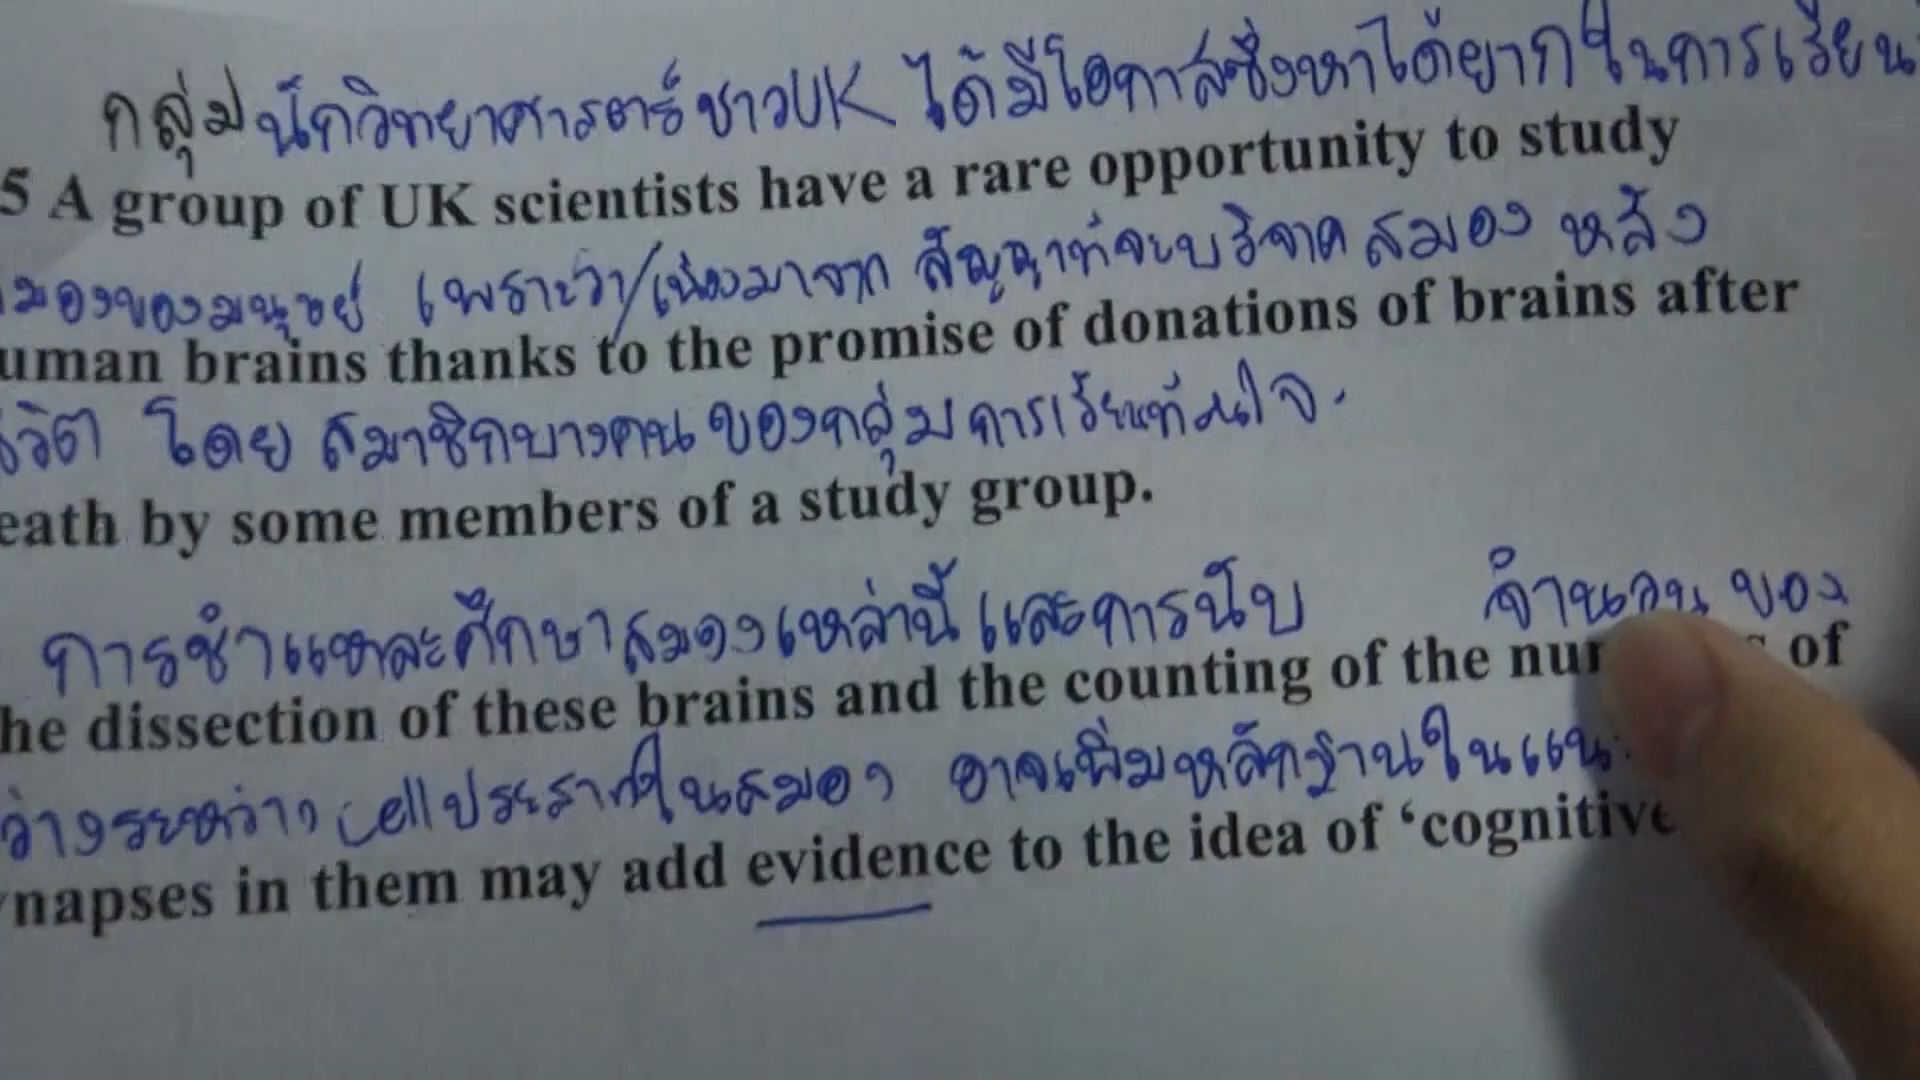 กลุ่มนักวิทยาศาสตร์ชาวUK ได้มีโอกาสซึ่งหาได้ยากในการเรียน
5 A group of UK scientists have a rare opportunity to study
มองของมนุษย์ เพราะว่า/เนื่องมาจาก สัญญาที่จะบริจาค สมอง หลัง
uman brains thanks to the promise of donations of brains after
ชีวิต โดย สมาชิกบางคน ของกลุ่มการเรียนที่สนใจ.
eath by some members of a study group.
การชำแหละศึกษาสมองเหล่านี้ และการนับ จำนวน ของ
he dissection of these brains and the counting of the of
ว่างระหว่าง cellประสาทในสมอง อาจเพิ่มหลักฐานใน
ynapses in them may add evidence to the idea of ‘cognitive